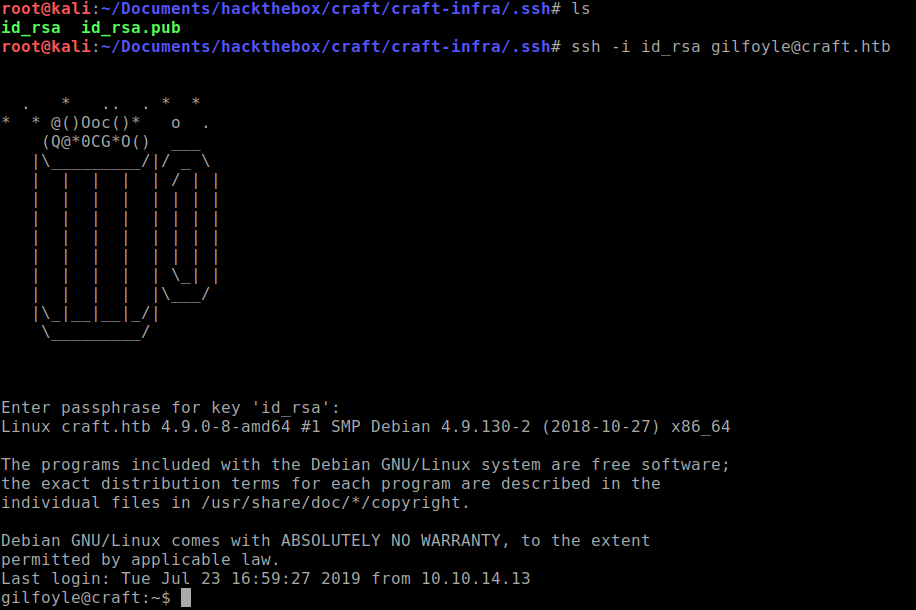 root@kali:~/Documents/hackthebox/craft/craft-infra/.ssh# ls
id_rsa  id_rsa.pub
root@kali:~/Documents/hackthebox/craft/craft-infra/.ssh# ssh -i id_rsa gilfoyle@craft.htb
  .   *   ..  . *  *
*  * @()Ooc()*   o  .
    (Q@*0CG*O()  ___
   |\_________/|/ _ \
   |  |  |  |  | / | |
   |  |  |  |  | | | |
   |  |  |  |  | | | |
   |  |  |  |  | | | |
   |  |  |  |  | | | |
   |  |  |  |  | \_| |
   |  |  |  |  |\___/
   |\_|__|__|_/|
    \_________/
Enter passphrase for key 'id_rsa':
Linux craft.htb 4.9.0-8-amd64 #1 SMP Debian 4.9.130-2 (2018-10-27) x86_64
The programs included with the Debian GNU/Linux system are free software;
the exact distribution terms for each program are described in the
individual files in /usr/share/doc/*/copyright.
Debian GNU/Linux comes with ABSOLUTELY NO WARRANTY, to the extent
permitted by applicable law.
Last login: Tue Jul 23 16:59:27 2019 from 10.10.14.13
gilfoyle@craft:~$